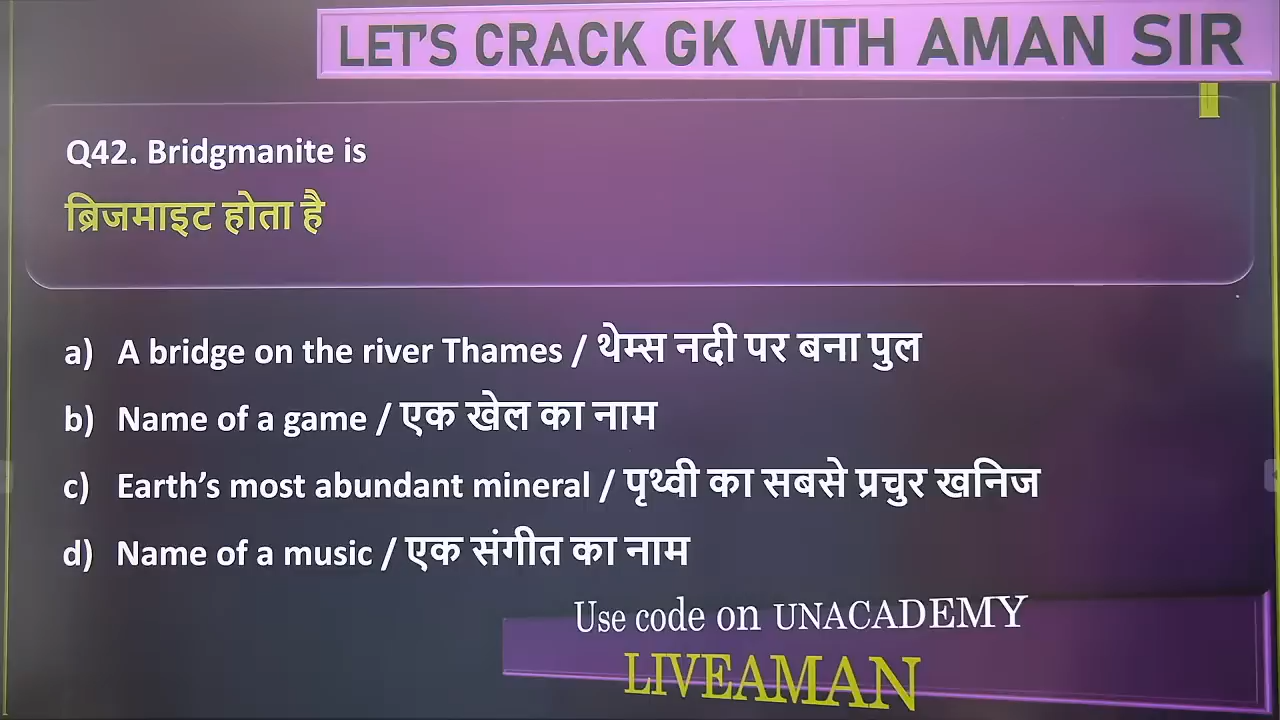 LET'S CRACK GK WITH AMAN SIR
Q42. Bridgmanite is
ब्रिजमाइट होता है
a) A bridge on the river Thames / थेम्स नदी पर बना पुल
b) Name of a game / एक खेल का नाम
c) Earth's most abundant mineral / पृथ्वी का सबसे प्रचुर खनिज
d) Name of a music / एक संगीत का नाम
Use code on UNACADEMY
LIVEAMAN